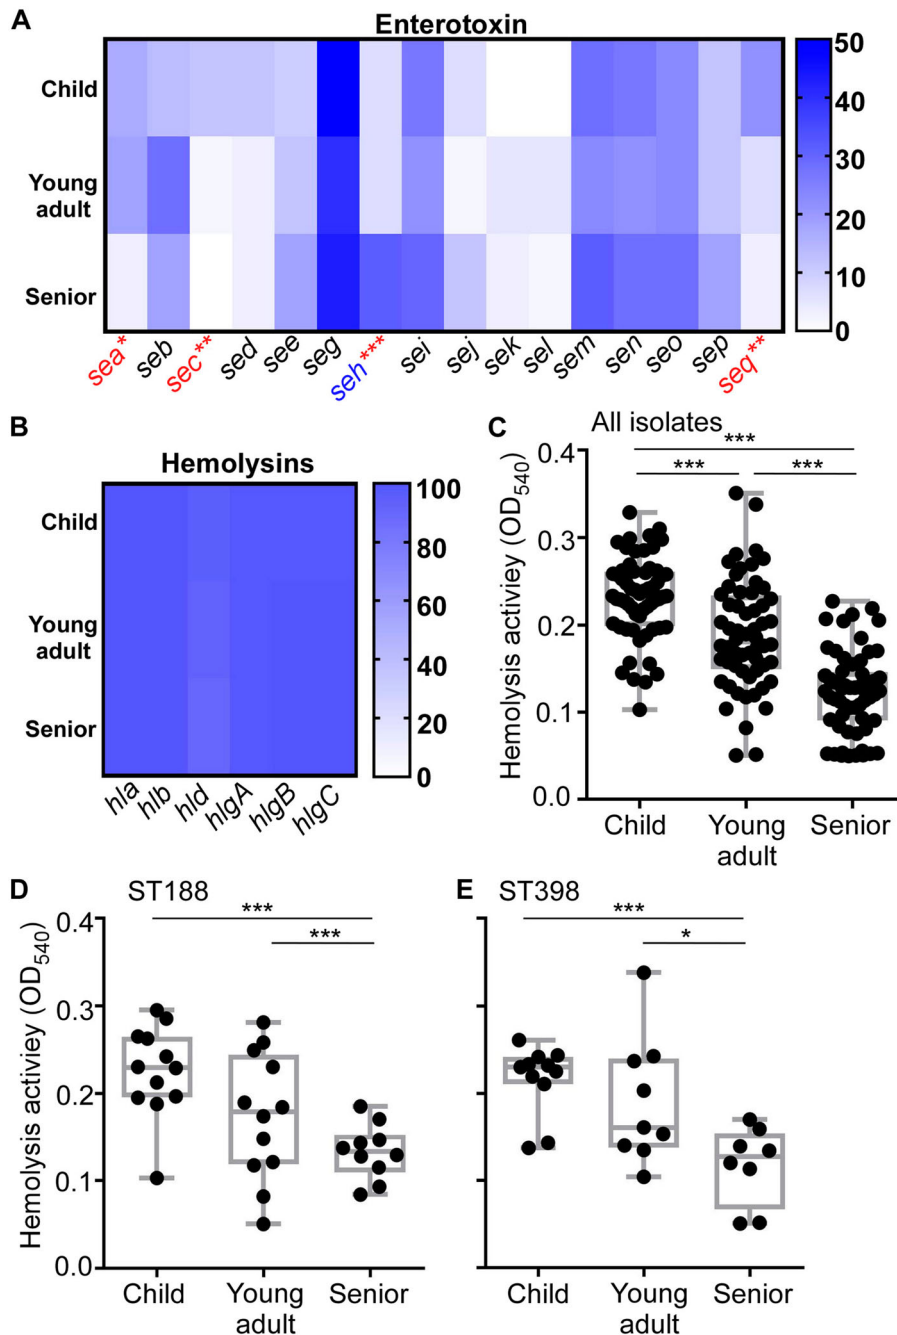 A
Enterotoxin
Child
Young
adult
Senior
50
40
30
20
10
0
sea*
seb
sec**
sed
see
seg
seh***
sei
sej
sek
sel
sem
sen
seo
sep
seq**
B
Hemolysins
Child
Young
adult
Senior
100
80
60
40
20
0
hla
hlb
hld
hlgA
hlgB
hlgC
C
All isolates
***
***
***
Hemolysis activiey (OD540)
0.4
0.3
0.2
0.1
0.0
Child
Young
adult
Senior
D
ST188
***
***
Hemolysis activiey (OD540)
0.4
0.3
0.2
0.1
0.0
Child
Young
adult
Senior
E
ST398
***
*
Child
Young
adult
Senior